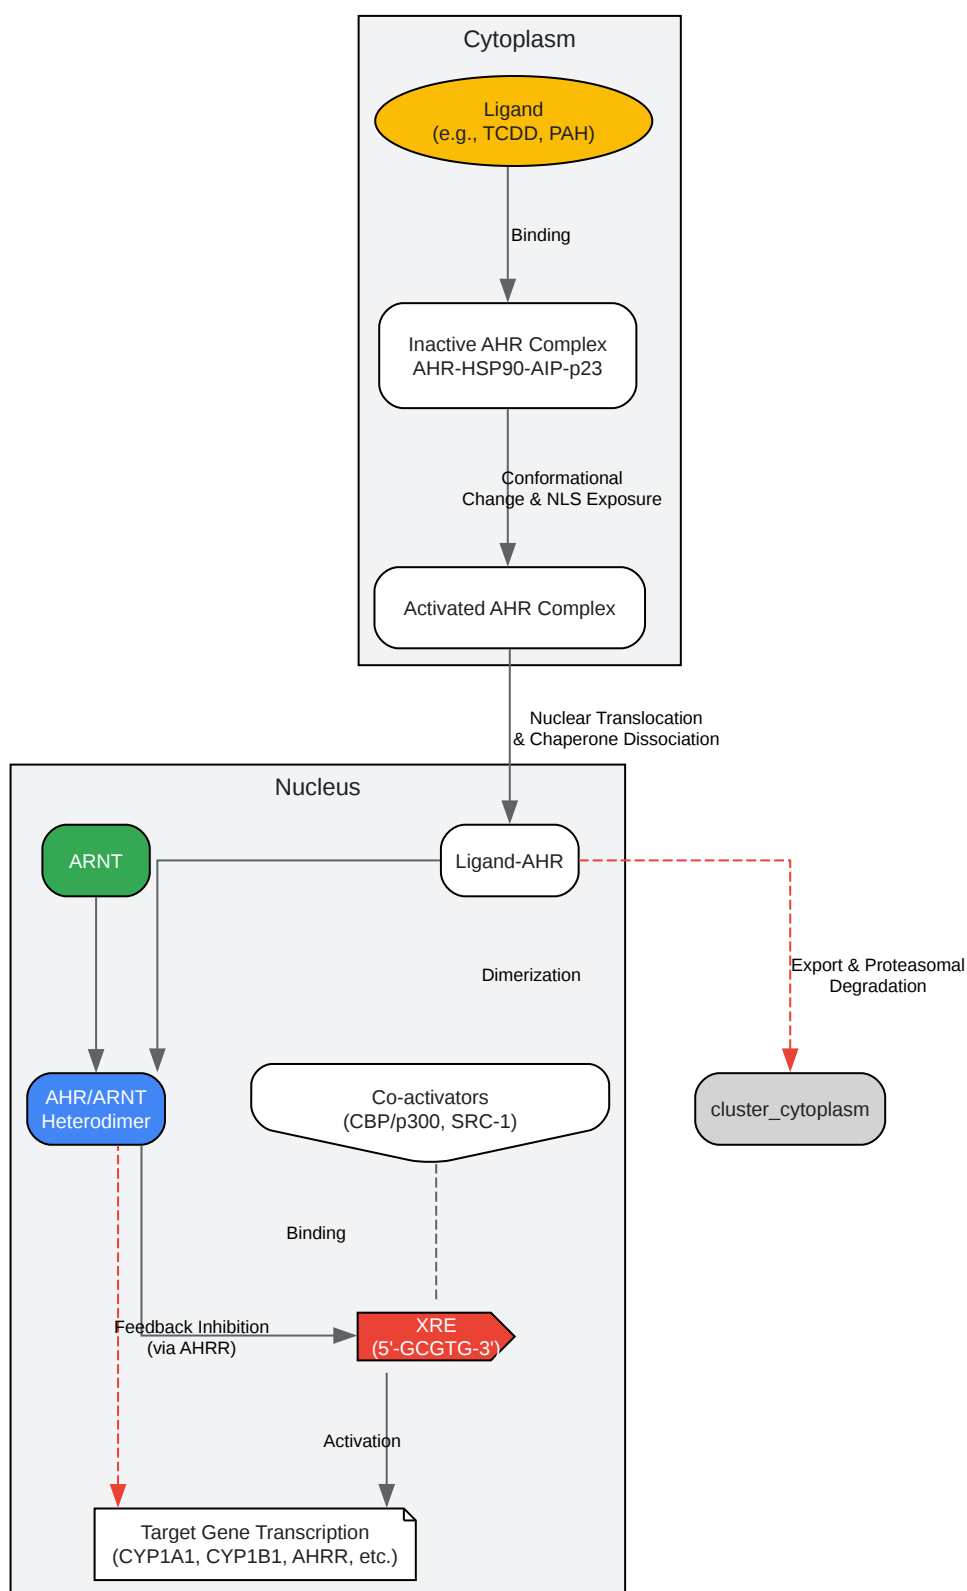 Cytoplasm
Ligand
(e.g., TCDD, PAH)
Binding
Inactive AHR Complex
AHR-HSP90-AIP-p23
Conformational
Change & NLS Exposure
Activated AHR Complex
Nuclear Translocation
& Chaperone Dissociation
Nucleus
ARNT
Ligand-AHR
Dimerization
Export & Proteasomal
Degradation
AHR/ARNT
Heterodimer
Co-activators
(CBP/p300, SRC-1)
cluster_cytoplasm
Binding
Feedback Inhibition
(via AHRR)
XRE
(5'-GCGTG-3')
Activation
Target Gene Transcription
(CYP1A1, CYP1B1, AHRR, etc.)